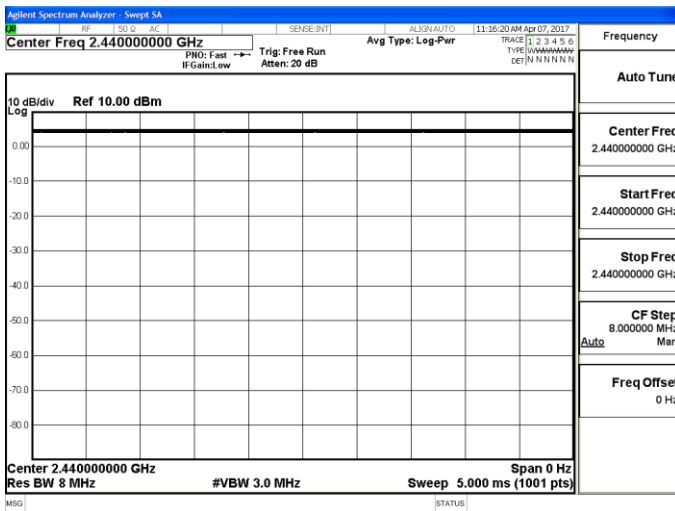 Agilent Spectrum Analyzer - Swept SA
RF 50 Ω AC SENSE:INT ALIGN AUTO 11:16:20 AM Apr 07, 2017
Center Freq 2.440000000 GHz
PNO: Fast
IFGain:Low
Trig: Free Run
Atten: 20 dB
Avg Type: Log-Pwr
TRACE 1 2 3 4 5 6
TYPE
DET N N N N N N
10 dB/div Ref 10.00 dBm
Log
0.00
-10.0
-20.0
-30.0
-40.0
-50.0
-60.0
-70.0
-80.0
Center 2.440000000 GHz Span 0 Hz
Res BW 8 MHz #VBW 3.0 MHz Sweep 5.000 ms (1001 pts)
MSG STATUS
Frequency
Auto Tune
Center Freq
2.440000000 GHz
Start Freq
2.440000000 GHz
Stop Freq
2.440000000 GHz
CF Step
8.000000 MHz
Auto Man
Freq Offset
0 Hz